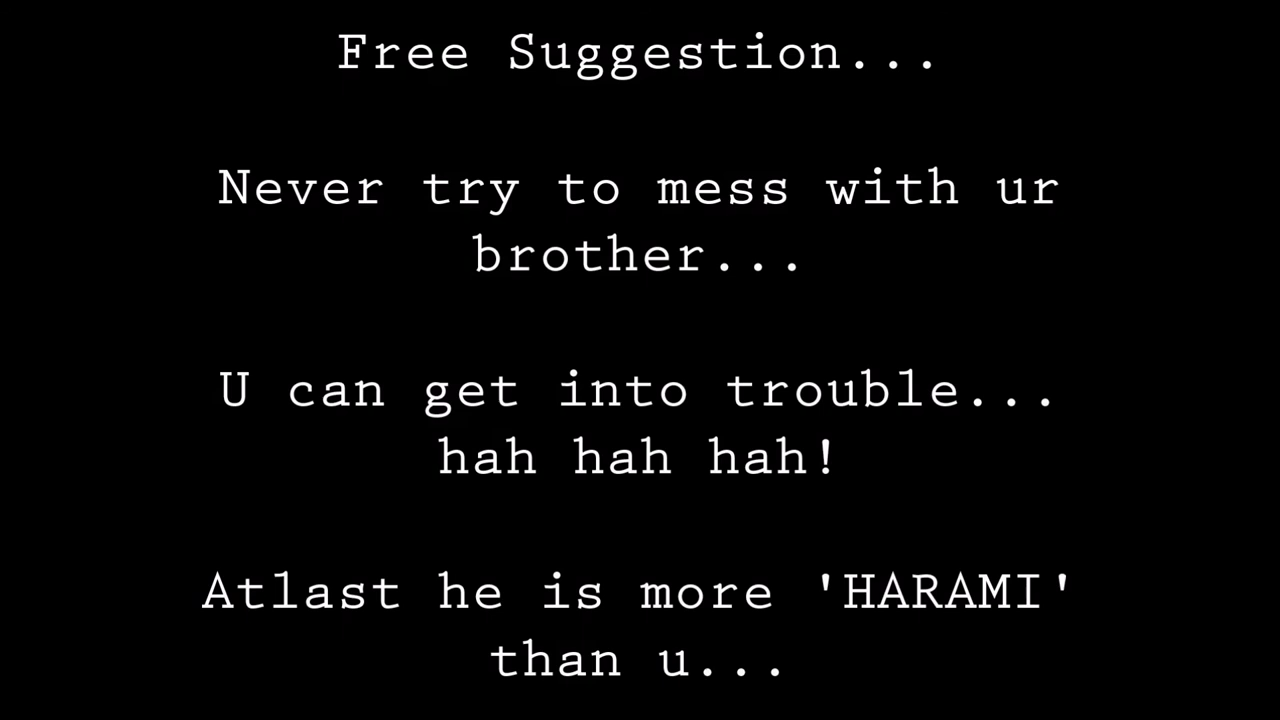 Free Suggestion...
Never try to mess with ur
brother...
U can get into trouble...
hah hah hah!
Atlast he is more 'HARAMI'
than u...